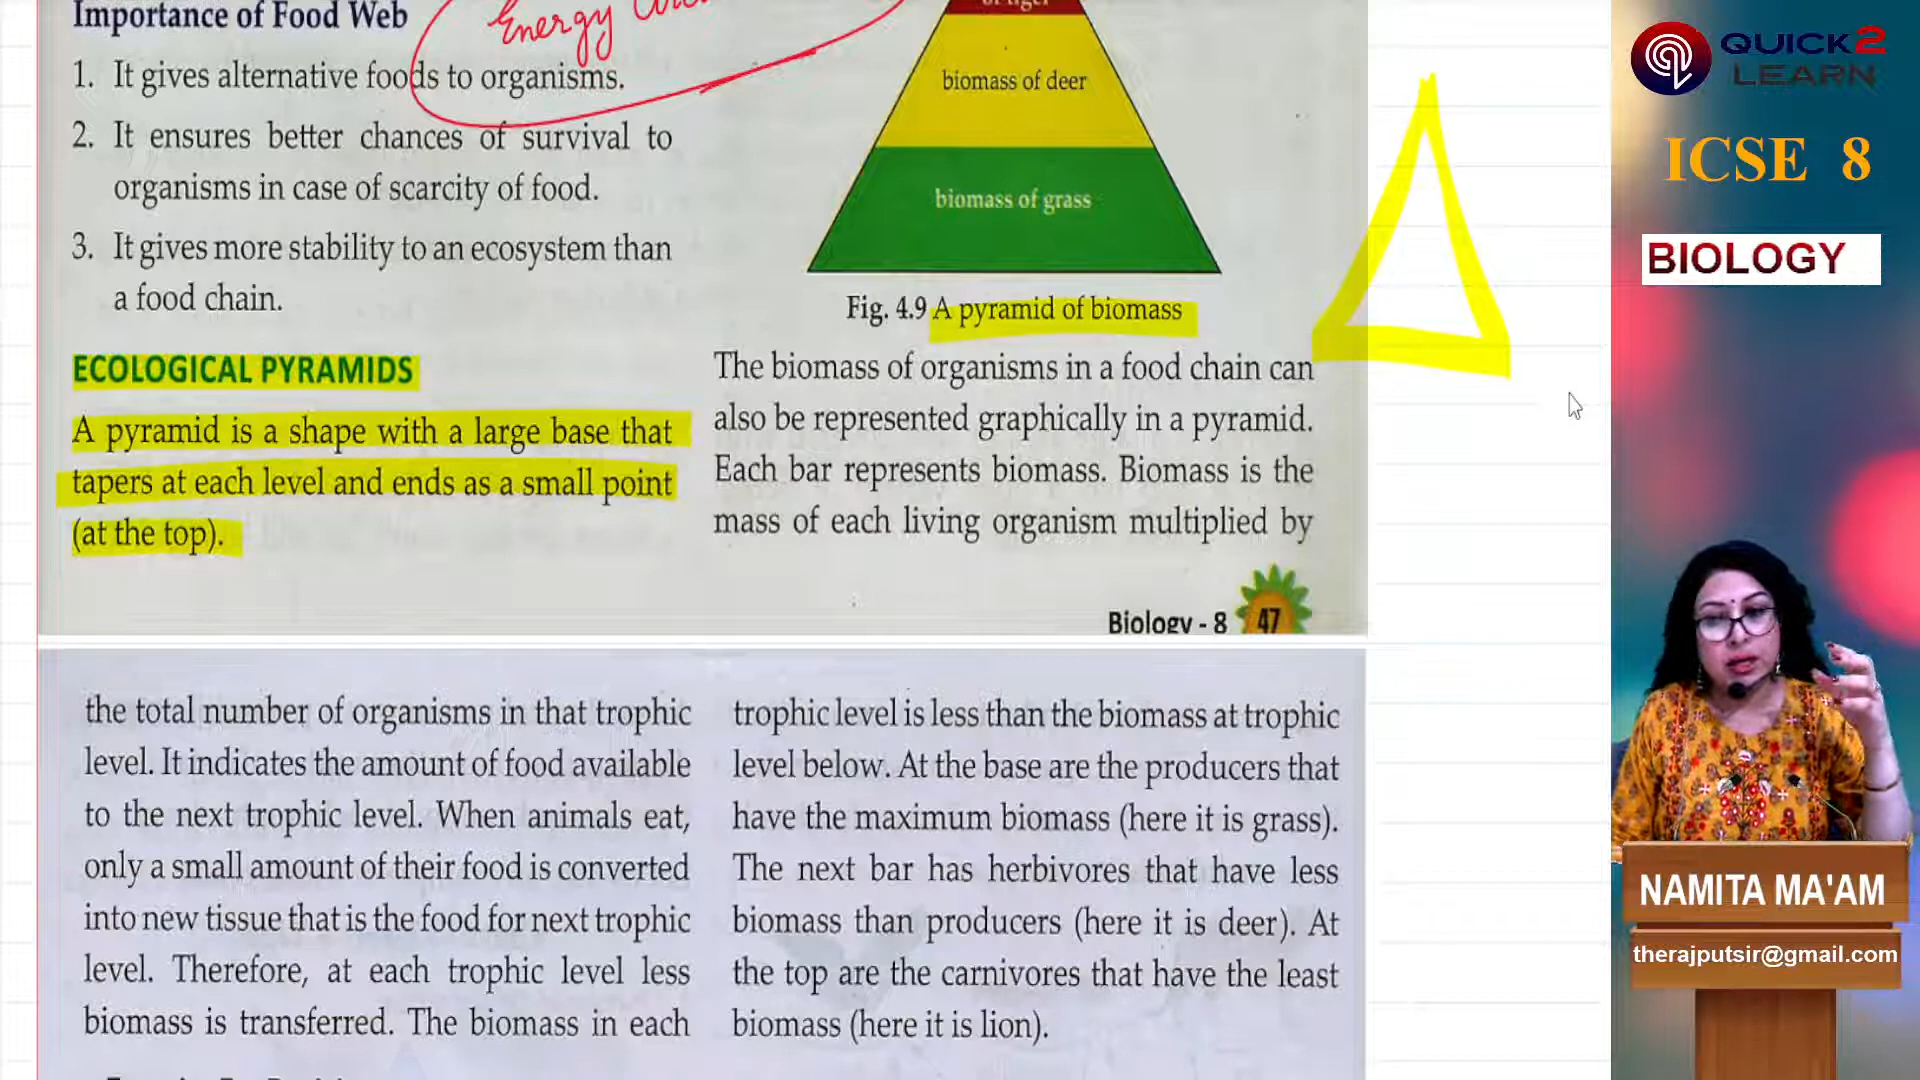 Importance of Food Web
1. It gives alternative foods to organisms.
2. It ensures better chances of survival to
organisms in case of scarcity of food.
3. It gives more stability to an ecosystem than
a food chain.
ECOLOGICAL PYRAMIDS
A pyramid is a shape with a large base that
tapers at each level and ends as a small point
(at the top).
Energy
of tiger
biomass of deer
biomass of grass
Fig. 4.9 A pyramid of biomass
The biomass of organisms in a food chain can
also be represented graphically in a pyramid.
Each bar represents biomass. Biomass is the
mass of each living organism multiplied by
Biology - 8 47
the total number of organisms in that trophic
level. It indicates the amount of food available
to the next trophic level. When animals eat,
only a small amount of their food is converted
into new tissue that is the food for next trophic
level. Therefore, at each trophic level less
biomass is transferred. The biomass in each
trophic level is less than the biomass at trophic
level below. At the base are the producers that
have the maximum biomass (here it is grass).
The next bar has herbivores that have less
biomass than producers (here it is deer). At
the top are the carnivores that have the least
biomass (here it is lion).
QUICK2
LEARN
ICSE 8
BIOLOGY
NAMITA MA'AM
therajputsir@gmail.com